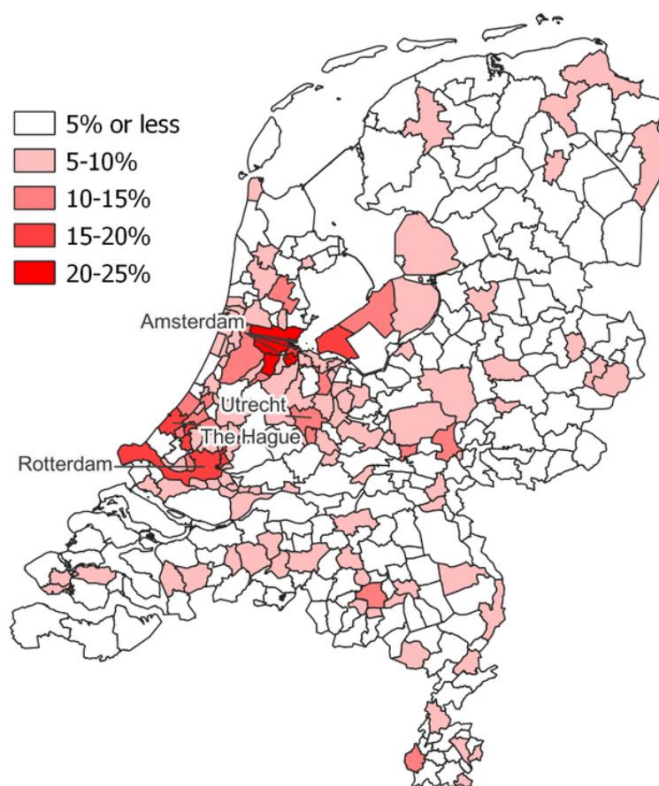 5% or less
5-10%
10-15%
15-20%
20-25%
Amsterdam
Utrecht
The Hague
Rotterdam